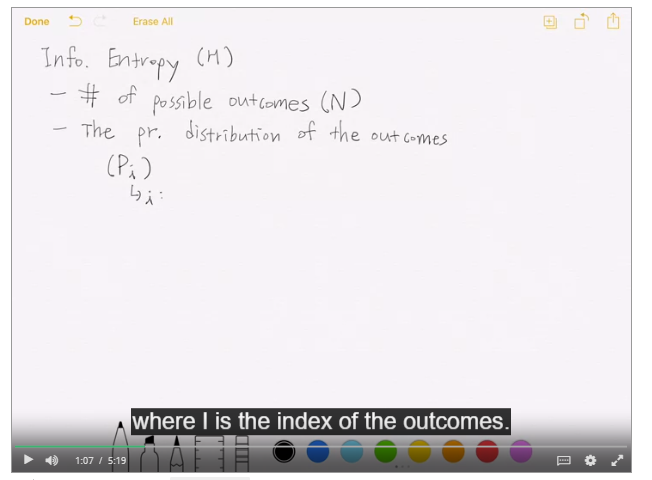 Done Erase All
Info. Entropy (H)
- # of possible outcomes (N)
- The pr. distribution of the outcomes
(Pi)
↳ i:
where I is the index of the outcomes.
1:07 / 5:19